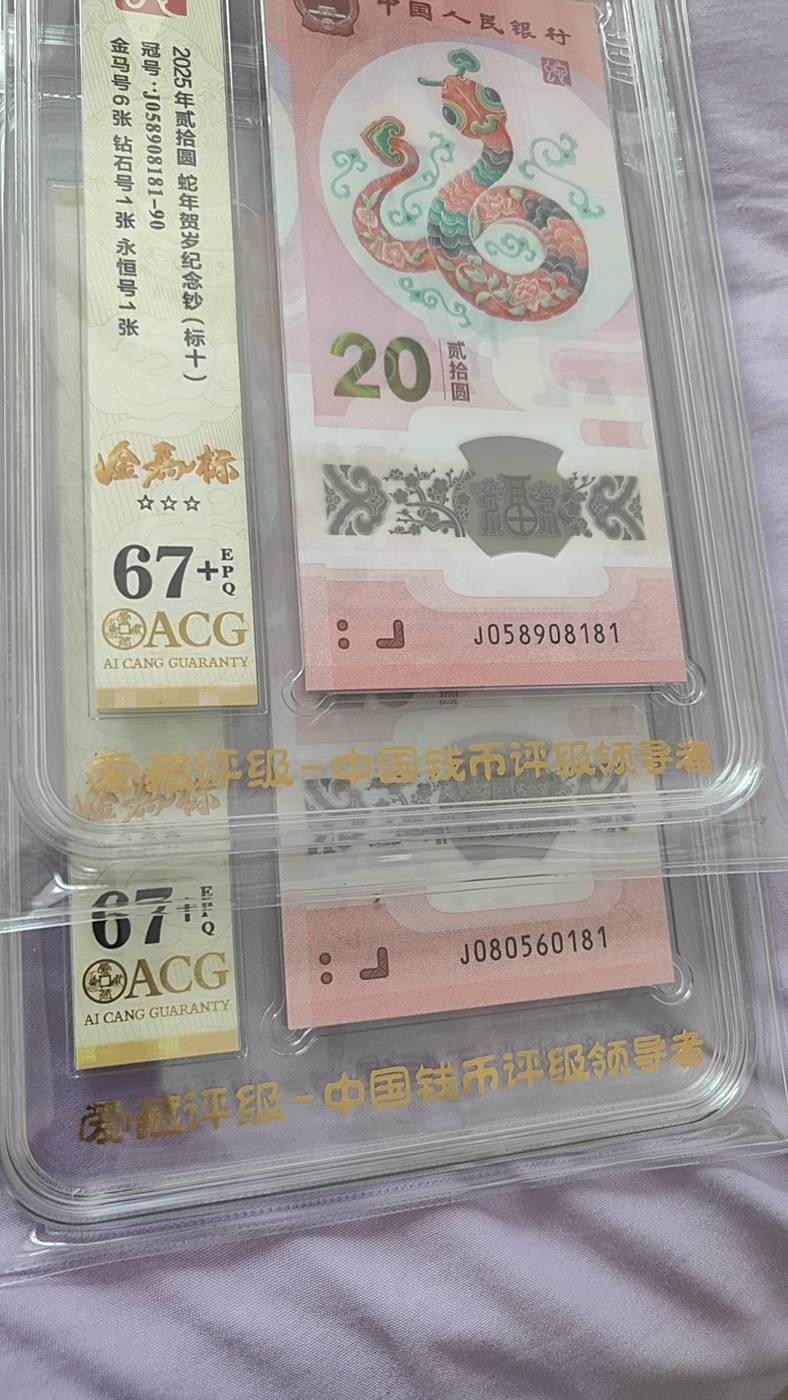 中国人民银行
2025年贰拾圆 蛇年贺岁纪念钞(标十)
冠号:J058908181-90
金马号6张 钻石号1张 永恒号1张
20
贰拾圆
金马标
☆☆☆
67+EPQ
ACG
AI CANG GUARANTY
J058908181
爱藏评级-中国钱币评级领导者
67+EPQ
ACG
AI CANG GUARANTY
J080560181
爱藏评级-中国钱币评级领导者